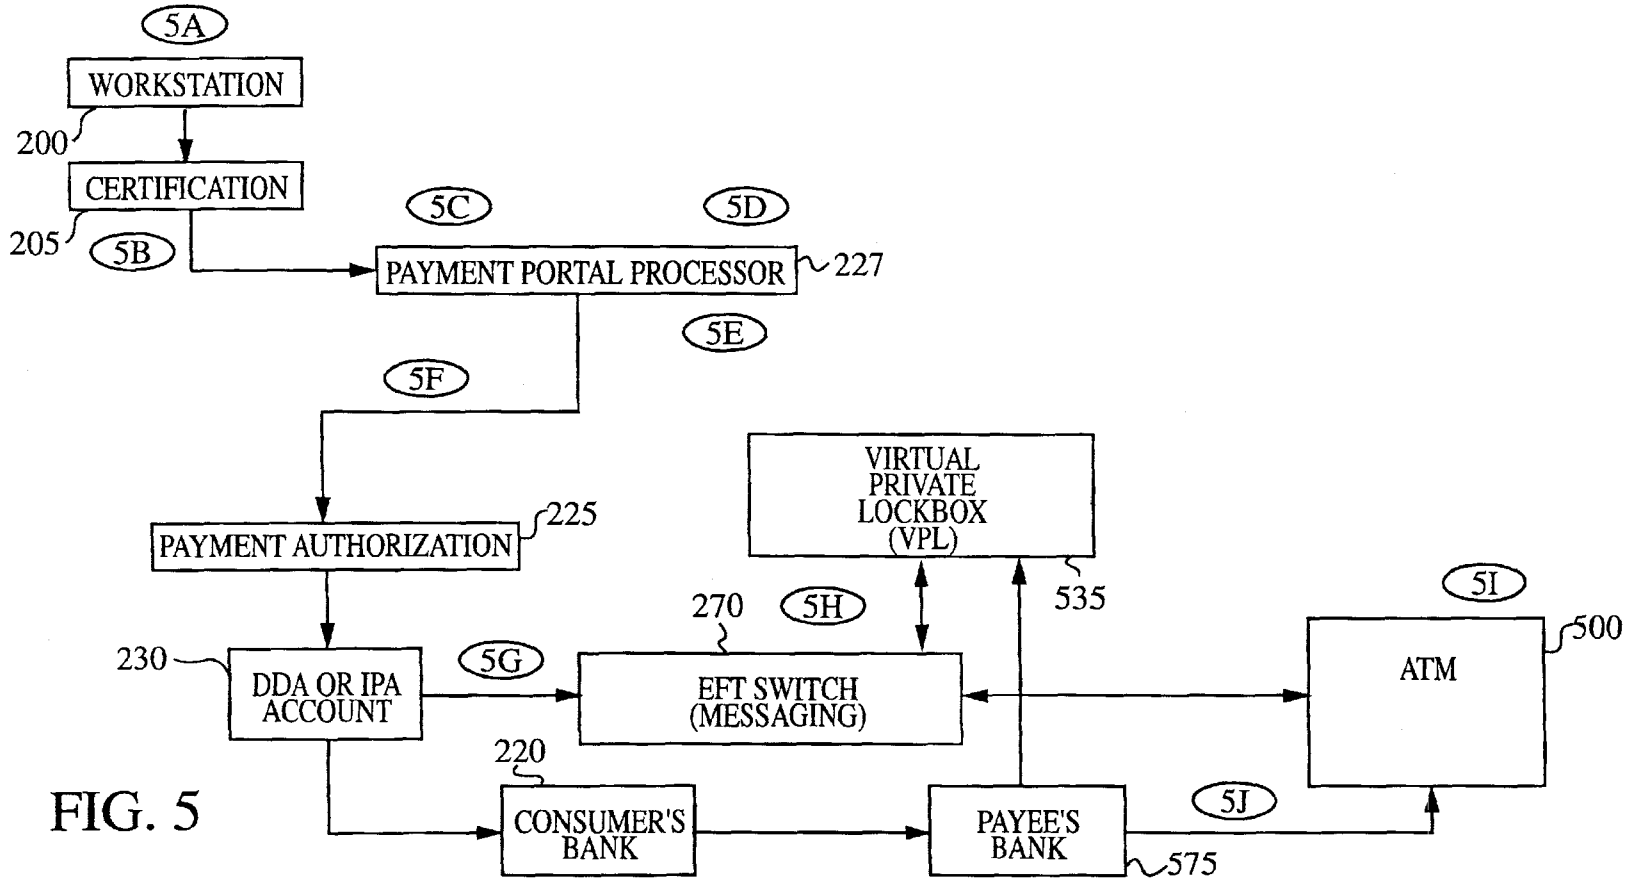 5A
WORKSTATION
200
CERTIFICATION
205
5B
5C
5D
PAYMENT PORTAL PROCESSOR
227
5E
5F
VIRTUAL
PRIVATE
LOCKBOX
(VPL)
535
225
PAYMENT AUTHORIZATION
5H
5I
270
500
230
DDA OR IPA
ACCOUNT
5G
EFT SWITCH
(MESSAGING)
ATM
220
CONSUMER'S
BANK
PAYEE'S
BANK
575
5J
FIG. 5